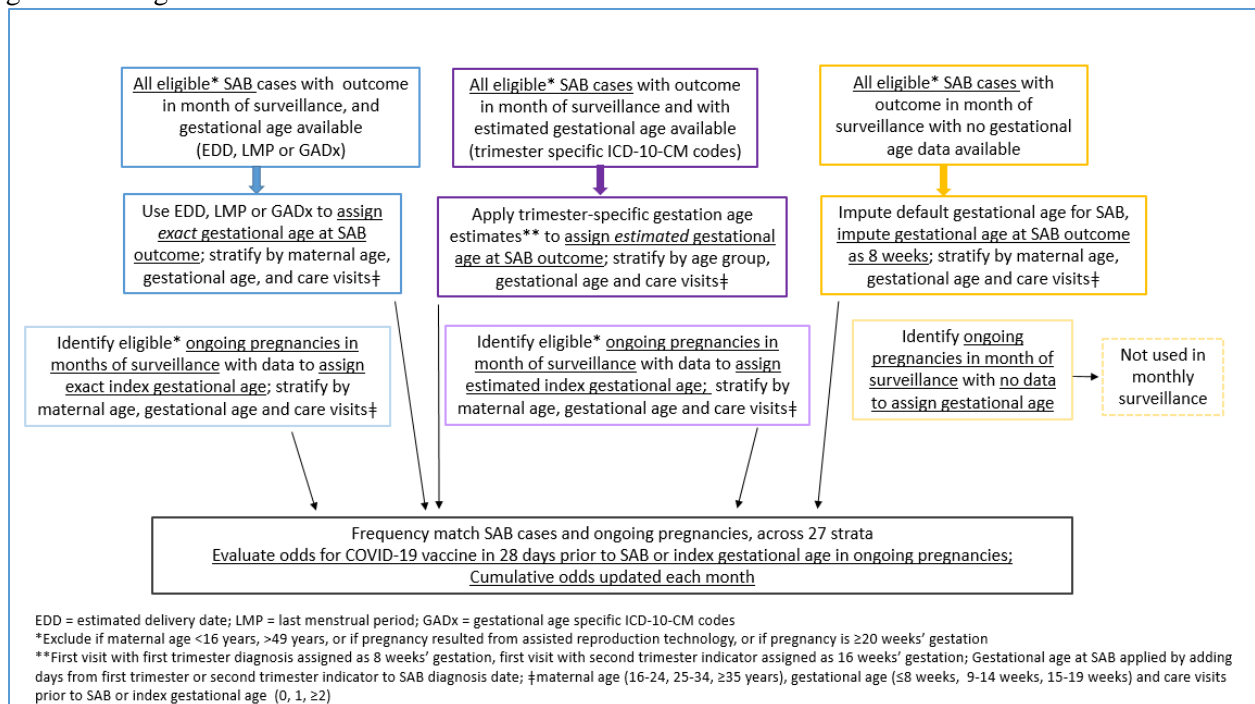 All eligible* SAB cases with outcome
in month of surveillance, and
gestational age available
(EDD, LMP or GADx)
All eligible* SAB cases with outcome
in month of surveillance and with
estimated gestational age available
(trimester specific ICD-10-CM codes)
All eligible* SAB cases with
outcome in month of
surveillance with no gestational
age data available
Use EDD, LMP or GADx to assign
exact gestational age at SAB
outcome; stratify by maternal age,
gestational age, and care visits‡
Apply trimester-specific gestation age
estimates** to assign estimated gestational
age at SAB outcome; stratify by age group,
gestational age and care visits‡
Impute default gestational age for SAB,
impute gestational age at SAB outcome
as 8 weeks; stratify by maternal age,
gestational age and care visits‡
Identify eligible* ongoing pregnancies in
months of surveillance with data to assign
exact index gestational age; stratify by
maternal age, gestational age and care visits‡
Identify eligible* ongoing pregnancies in
month of surveillance with data to assign
estimated index gestational age; stratify by
maternal age, gestational age and care visits‡
Identify ongoing
pregnancies in month of
surveillance with no data
to assign gestational age
Not used in
monthly
surveillance
Frequency match SAB cases and ongoing pregnancies, across 27 strata
Evaluate odds for COVID-19 vaccine in 28 days prior to SAB or index gestational age in ongoing pregnancies;
Cumulative odds updated each month
EDD = estimated delivery date; LMP = last menstrual period; GADx = gestational age specific ICD-10-CM codes
*Exclude if maternal age <16 years, >49 years, or if pregnancy resulted from assisted reproduction technology, or if pregnancy is ≥20 weeks' gestation
**First visit with first trimester diagnosis assigned as 8 weeks' gestation, first visit with second trimester indicator assigned as 16 weeks' gestation; Gestational age at SAB applied by adding
days from first trimester or second trimester indicator to SAB diagnosis date; ‡maternal age (16-24, 25-34, ≥35 years), gestational age (≤8 weeks, 9-14 weeks, 15-19 weeks) and care visits
prior to SAB or index gestational age (0, 1, ≥2)